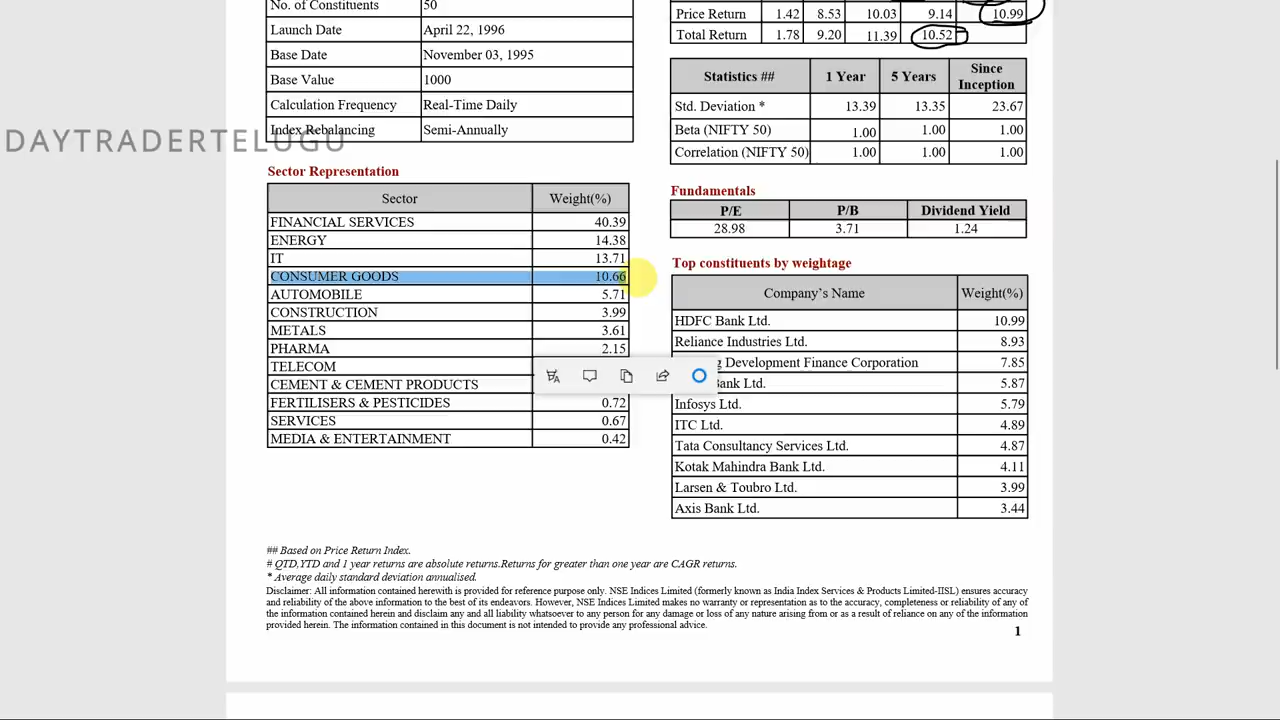 No. of Constituents 50
Launch Date April 22, 1996
Base Date November 03, 1995
Base Value 1000
Calculation Frequency Real-Time Daily
Index Rebalancing Semi-Annually
DAYTRADERTELUGU
Sector Representation
Sector Weight(%)
FINANCIAL SERVICES 40.39
ENERGY 14.38
IT 13.71
CONSUMER GOODS 10.66
AUTOMOBILE 5.71
CONSTRUCTION 3.99
METALS 3.61
PHARMA 2.15
TELECOM
CEMENT & CEMENT PRODUCTS
FERTILISERS & PESTICIDES 0.72
SERVICES 0.67
MEDIA & ENTERTAINMENT 0.42
Price Return 1.42 8.53 10.03 9.14 10.99
Total Return 1.78 9.20 11.39 10.52
Statistics ## 1 Year 5 Years Since Inception
Std. Deviation * 13.39 13.35 23.67
Beta (NIFTY 50) 1.00 1.00 1.00
Correlation (NIFTY 50) 1.00 1.00 1.00
Fundamentals
P/E P/B Dividend Yield
28.98 3.71 1.24
Top constituents by weightage
Company's Name Weight(%)
HDFC Bank Ltd. 10.99
Reliance Industries Ltd. 8.93
Development Finance Corporation 7.85
Bank Ltd. 5.87
Infosys Ltd. 5.79
ITC Ltd. 4.89
Tata Consultancy Services Ltd. 4.87
Kotak Mahindra Bank Ltd. 4.11
Larsen & Toubro Ltd. 3.99
Axis Bank Ltd. 3.44
## Based on Price Return Index.
# QTD,YTD and 1 year returns are absolute returns.Returns for greater than one year are CAGR returns.
* Average daily standard deviation annualised.
Disclaimer: All information contained herewith is provided for reference purpose only. NSE Indices Limited (formerly known as India Index Services & Products Limited-IISL) ensures accuracy
and reliability of the above information to the best of its endeavors. However, NSE Indices Limited makes no warranty or representation as to the accuracy, completeness or reliability of any of
the information contained herein and disclaim any and all liability whatsoever to any person for any damage or loss of any nature arising from or as a result of reliance on any of the information
provided herein. The information contained in this document is not intended to provide any professional advice.
1